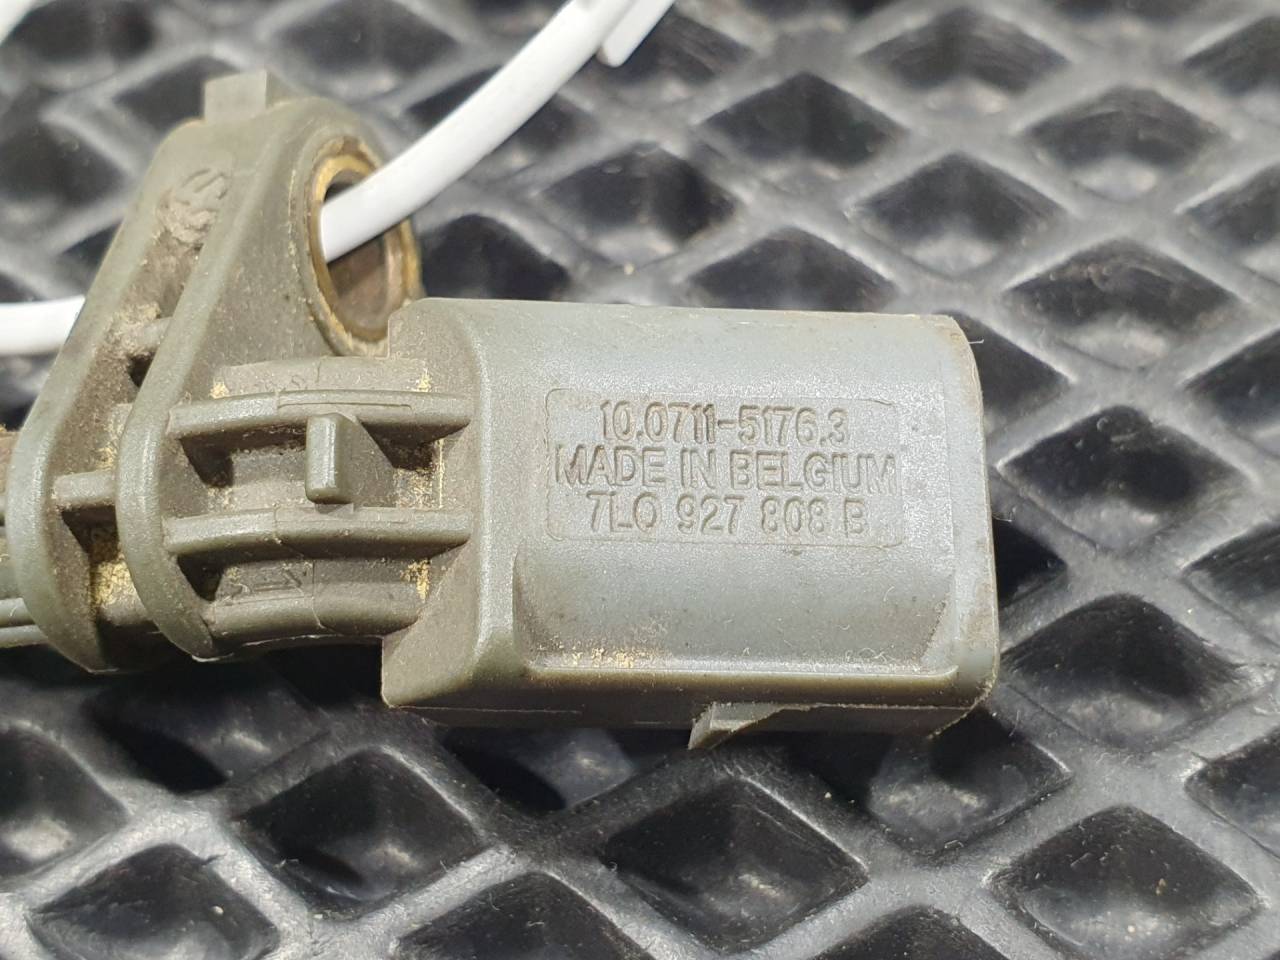 10.0711-5176.3
MADE IN BELGIUM
7L0 927 808 B